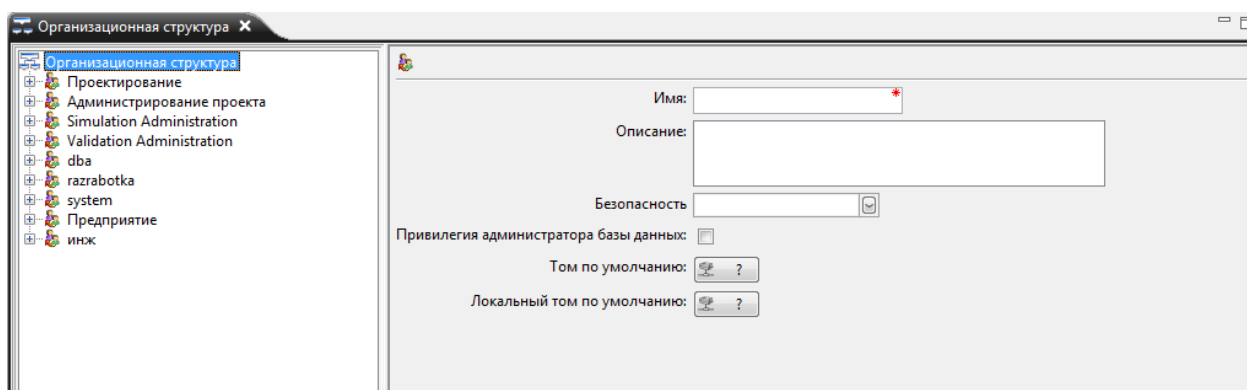 Организационная структура
Организационная структура
Проектирование
Администрирование проекта
Simulation Administration
Validation Administration
dba
razrabotka
system
Предприятие
инж
Имя: *
Описание:
Безопасность
Привилегия администратора базы данных:
Том по умолчанию: ?
Локальный том по умолчанию: ?